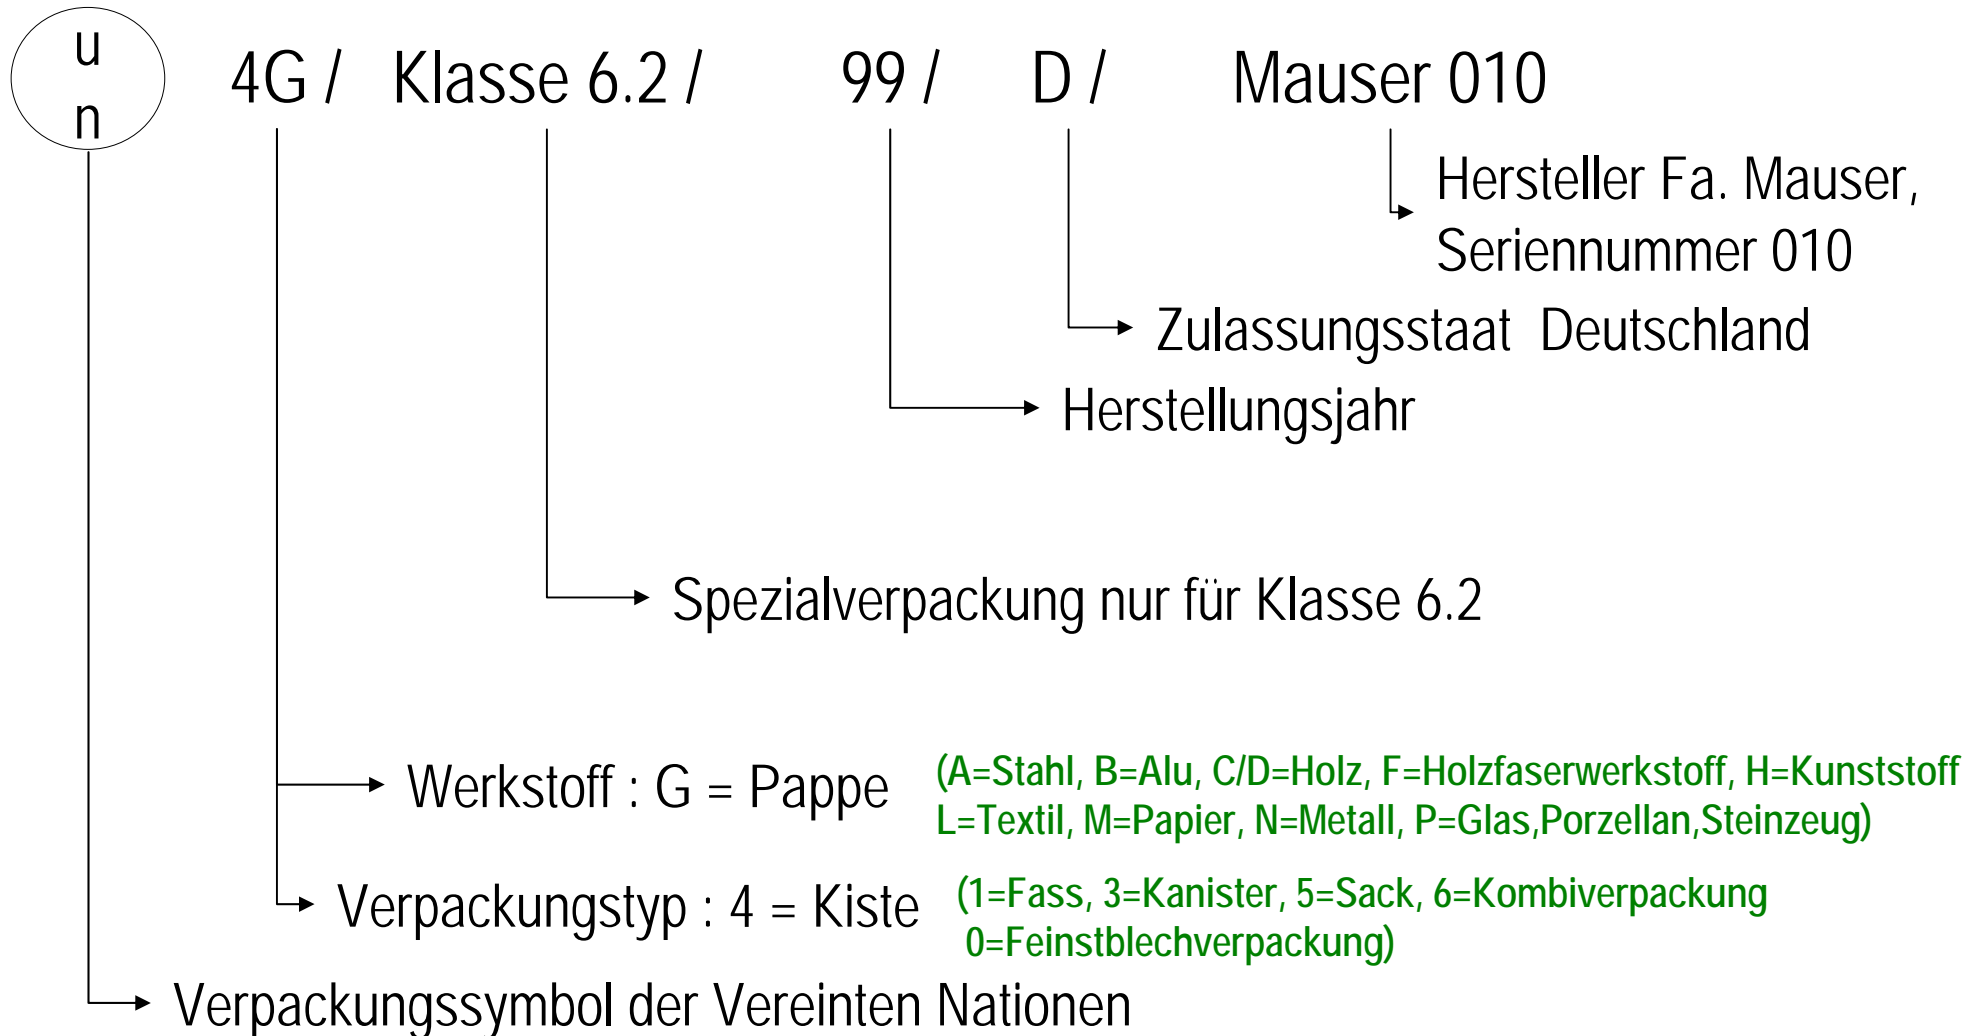 u
n
4G / Klasse 6.2 / 99 / D / Mauser 010
Hersteller Fa. Mauser,
Seriennummer 010
Zulassungsstaat Deutschland
Herstellungsjahr
Spezialverpackung nur für Klasse 6.2
Werkstoff : G = Pappe
(A=Stahl, B=Alu, C/D=Holz, F=Holzfaserwerkstoff, H=Kunststoff
L=Textil, M=Papier, N=Metall, P=Glas,Porzellan,Steinzeug)
Verpackungstyp : 4 = Kiste
(1=Fass, 3=Kanister, 5=Sack, 6=Kombiverpackung
0=Feinstblechverpackung)
Verpackungssymbol der Vereinten Nationen